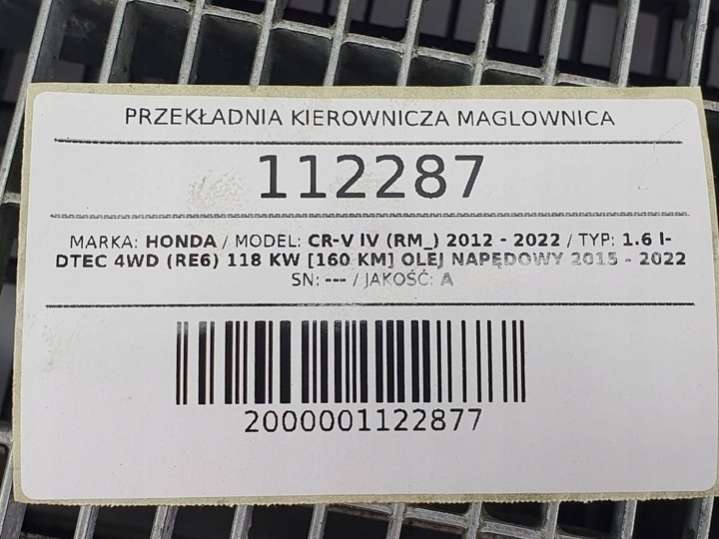 PRZEKŁADNIA KIEROWNICZA MAGLOWNICA
112287
MARKA: HONDA / MODEL: CR-V IV (RM_) 2012 - 2022 / TYP: 1.6 I-
DTEC 4WD (RE6) 118 KW [160 KM] OLEJ NAPĘDOWY 2015 - 2022
SN: --- / JAKOŚĆ: A
2000001122877